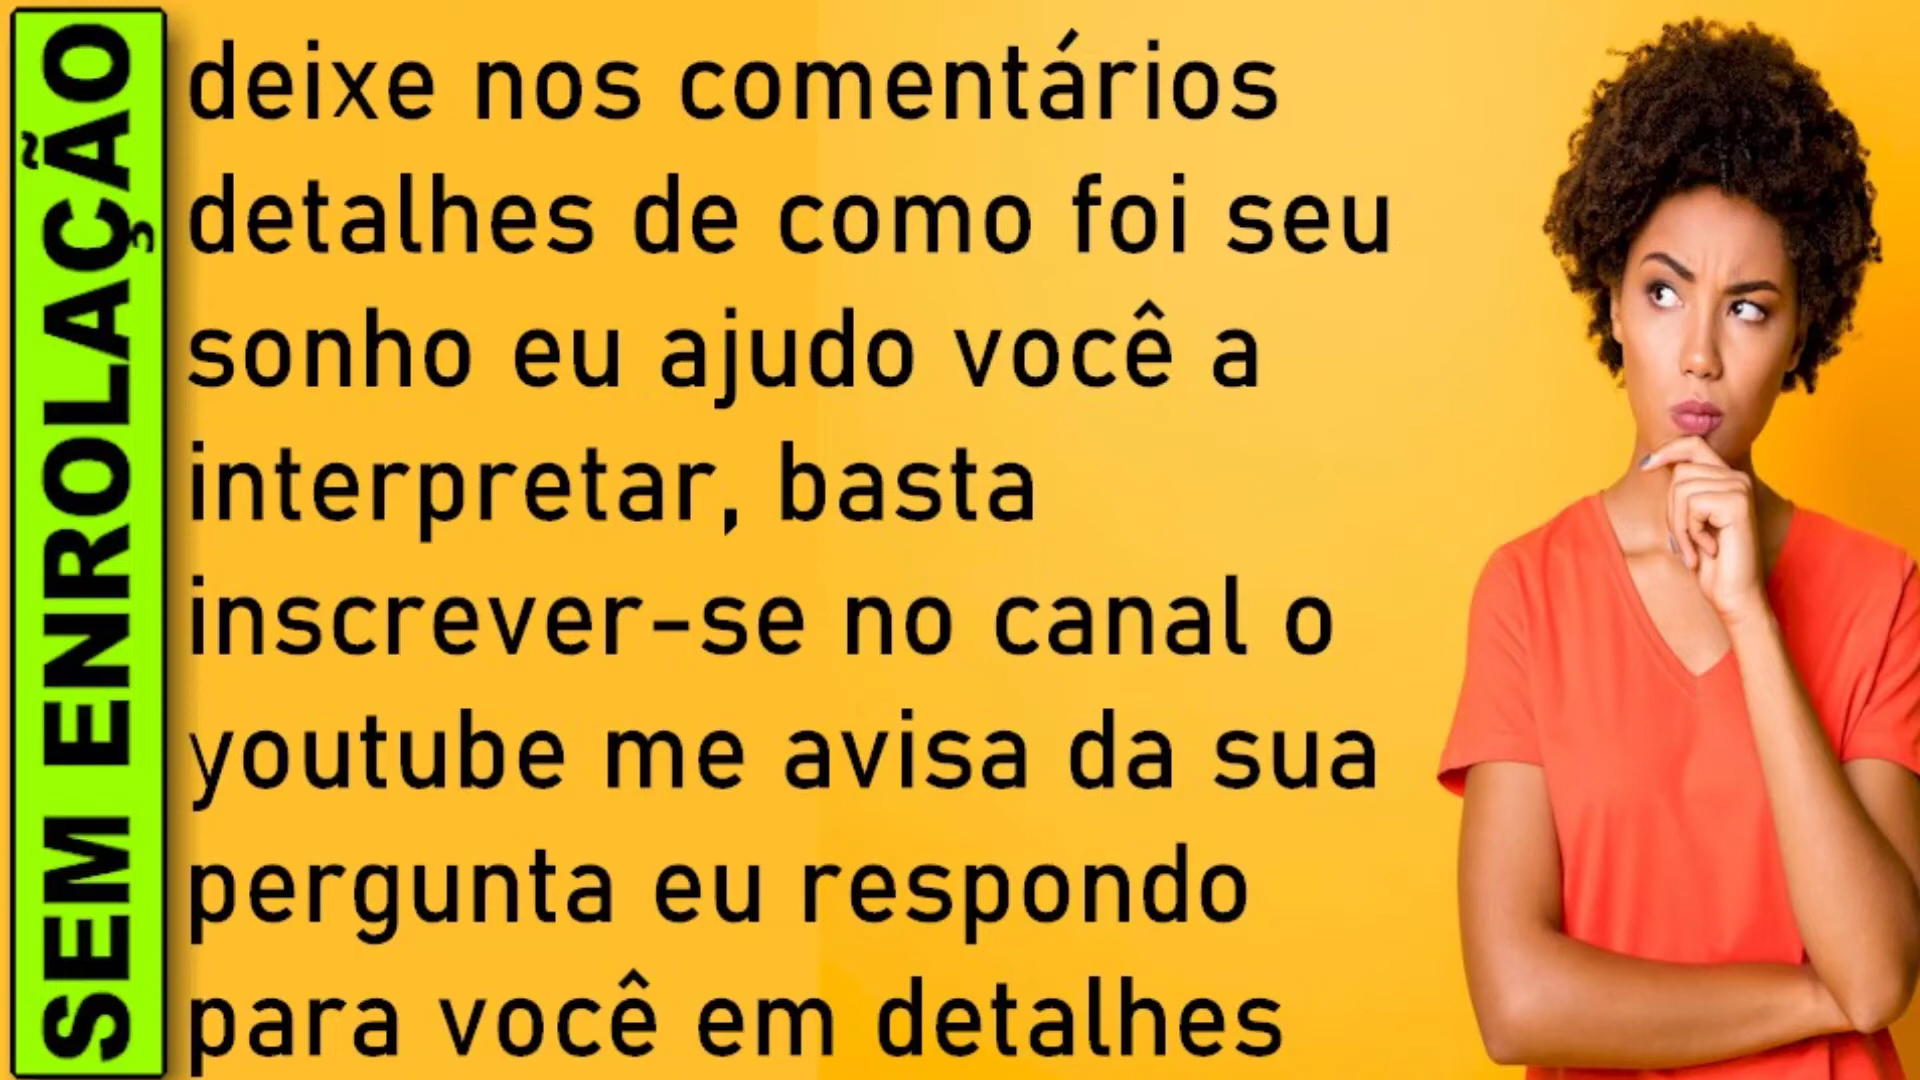 SEM ENROLAÇÃO
deixe nos comentários
detalhes de como foi seu
sonho eu ajudo você a
interpretar, basta
inscrever-se no canal o
youtube me avisa da sua
pergunta eu respondo
para você em detalhes